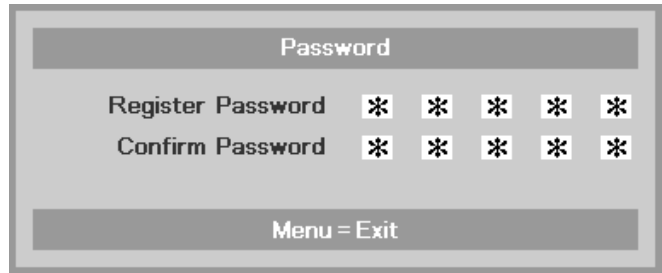 Password
Register Password * * * * *
Confirm Password * * * * *
Menu = Exit